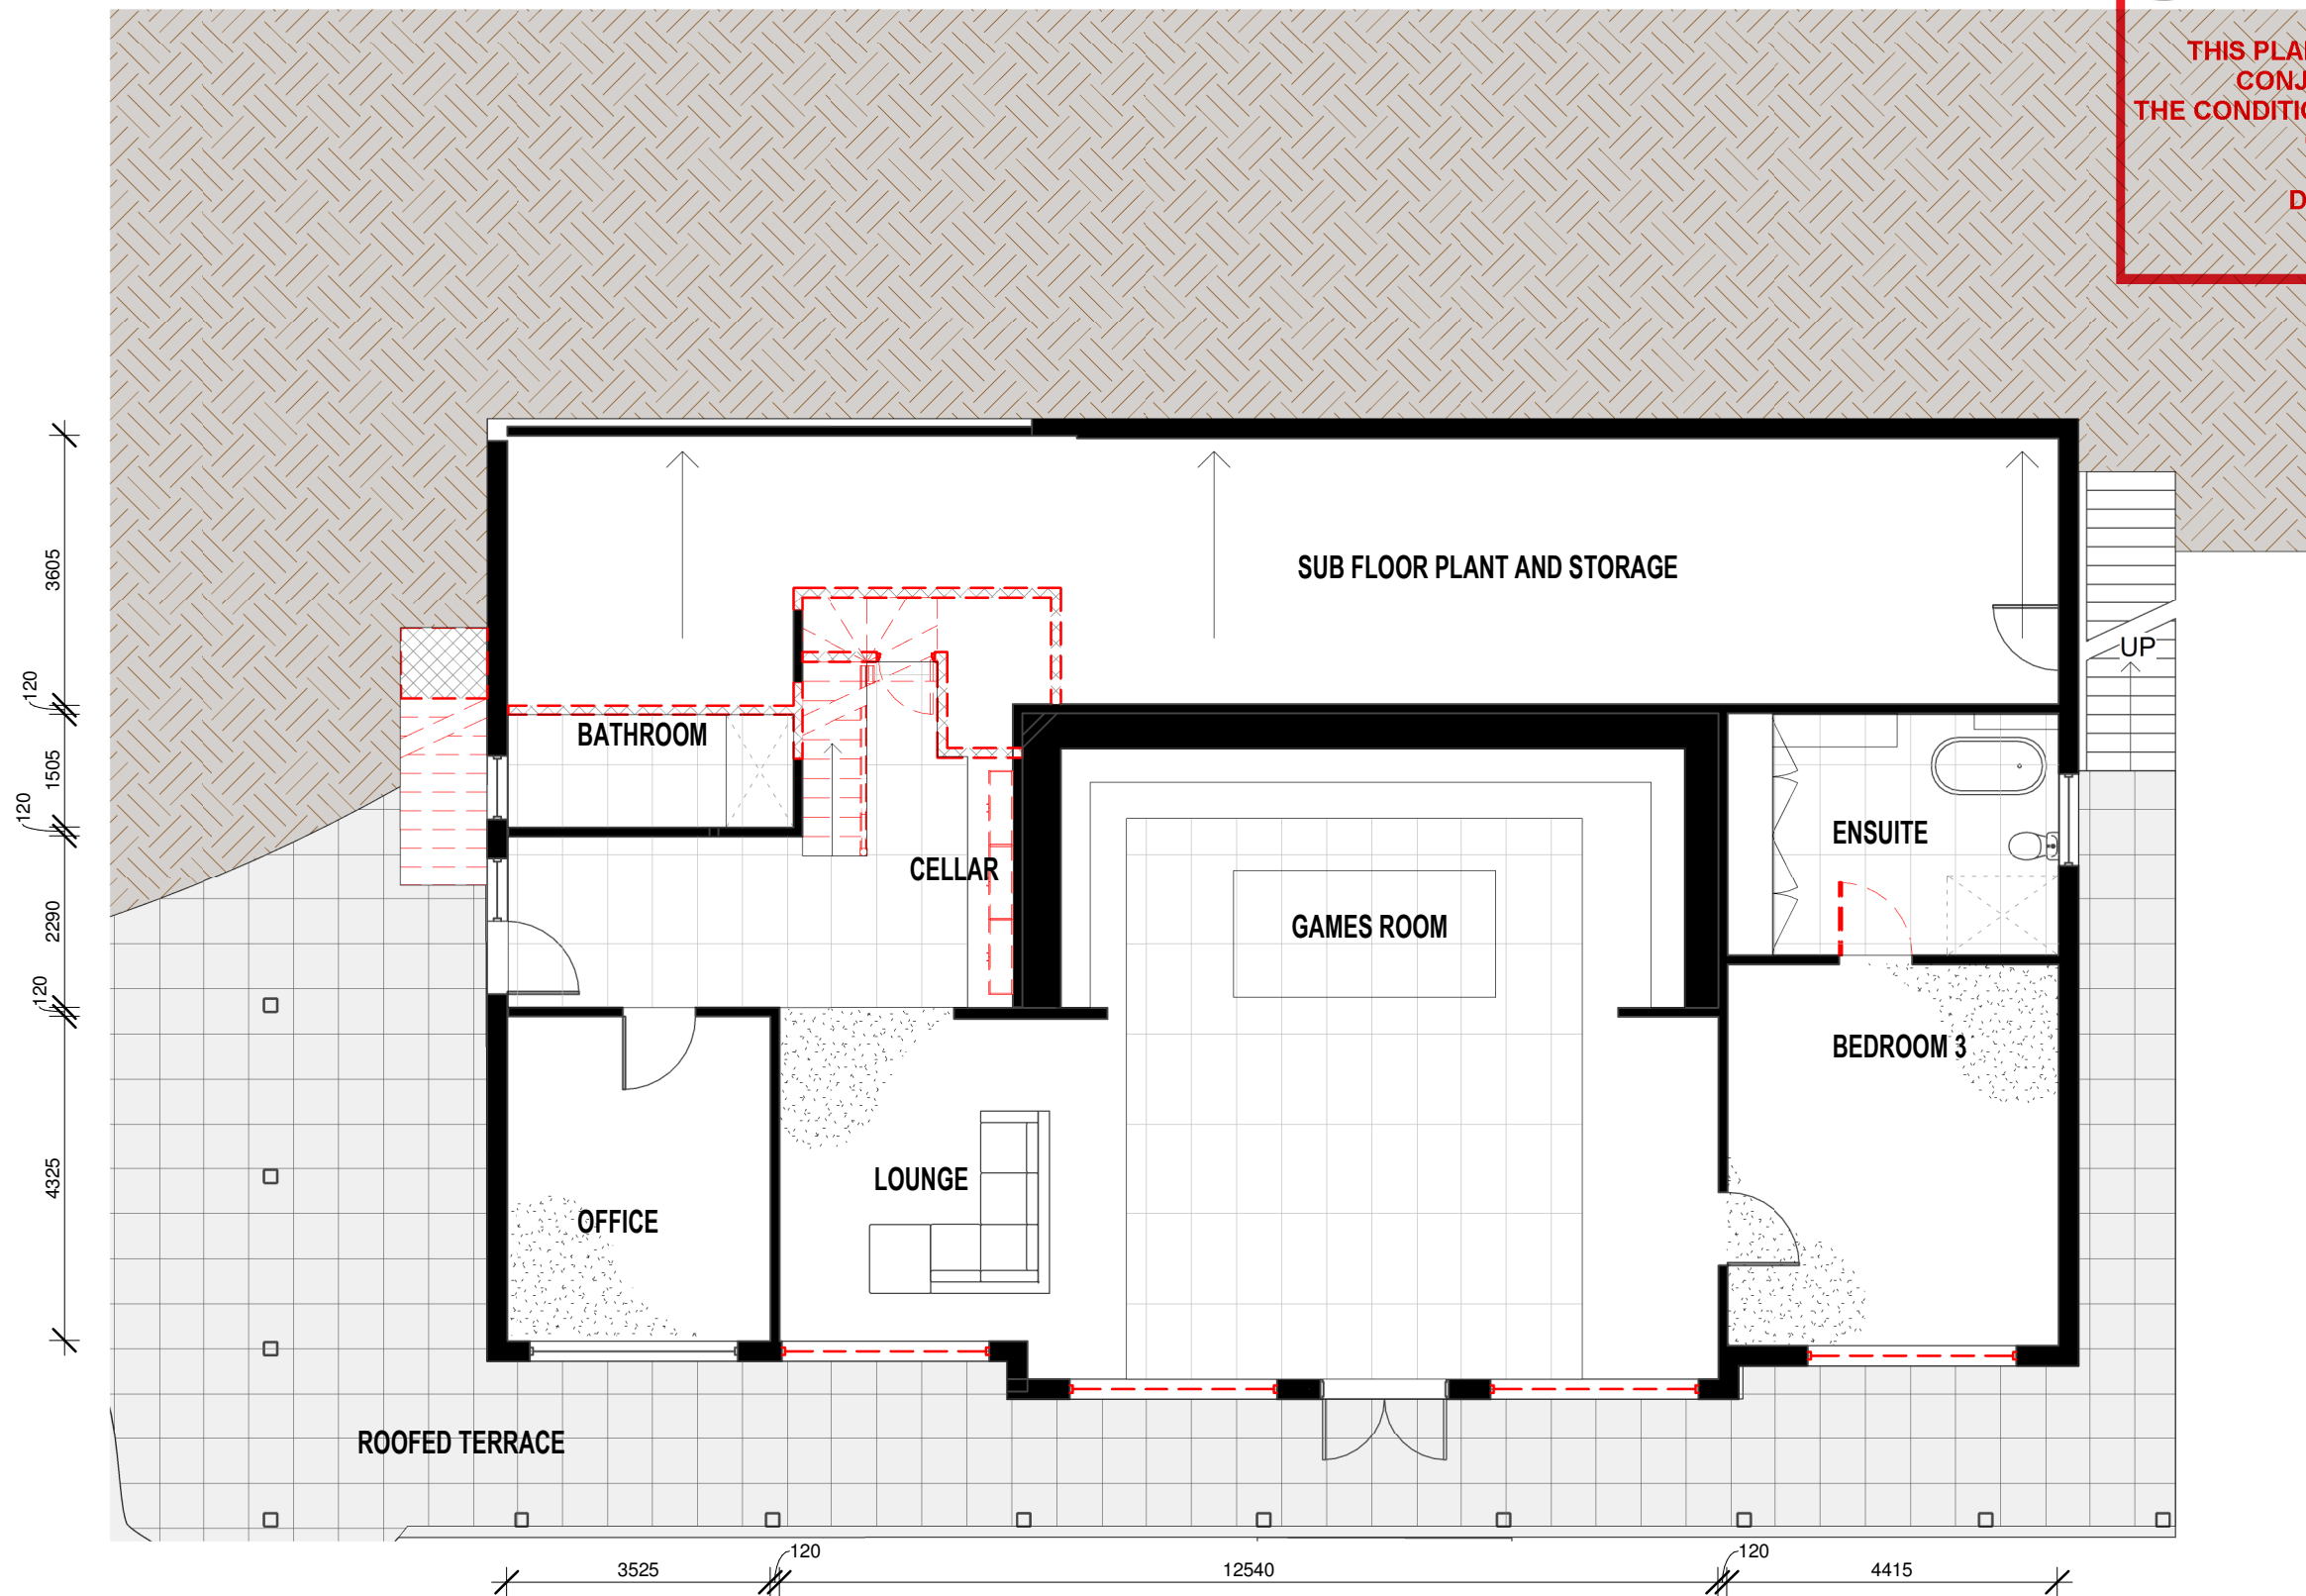 THIS PLA
CONJ
THE CONDITIO
D
SUB FLOOR PLANT AND STORAGE
UP
BATHROOM
CELLAR
ENSUITE
GAMES ROOM
BEDROOM 3
LOUNGE
OFFICE
ROOFED TERRACE
3605
120
1505
120
2290
120
4325
3525
120
12540
120
4415